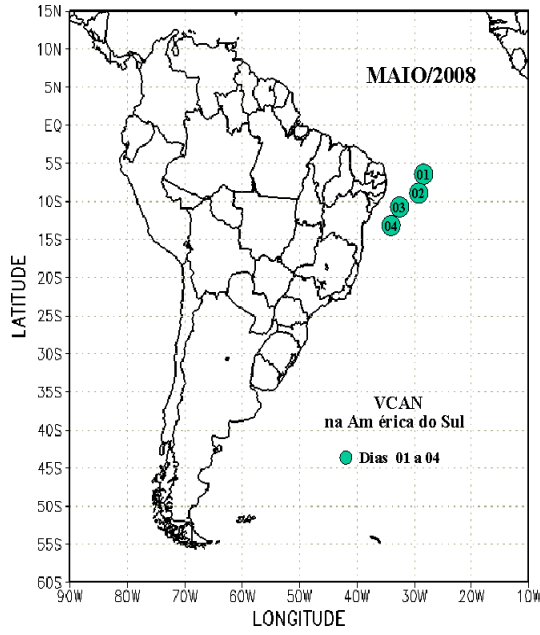 15N
10N
5N
EQ
5S
10S
15S
20S
25S
30S
35S
40S
45S
50S
55S
60S
LATITUDE
MAIO/2008
01
02
03
04
VCAN
na Am érica do Sul
Dias 01 a 04
90W 80W 70W 60W 50W 40W 30W 20W 10W
LONGITUDE